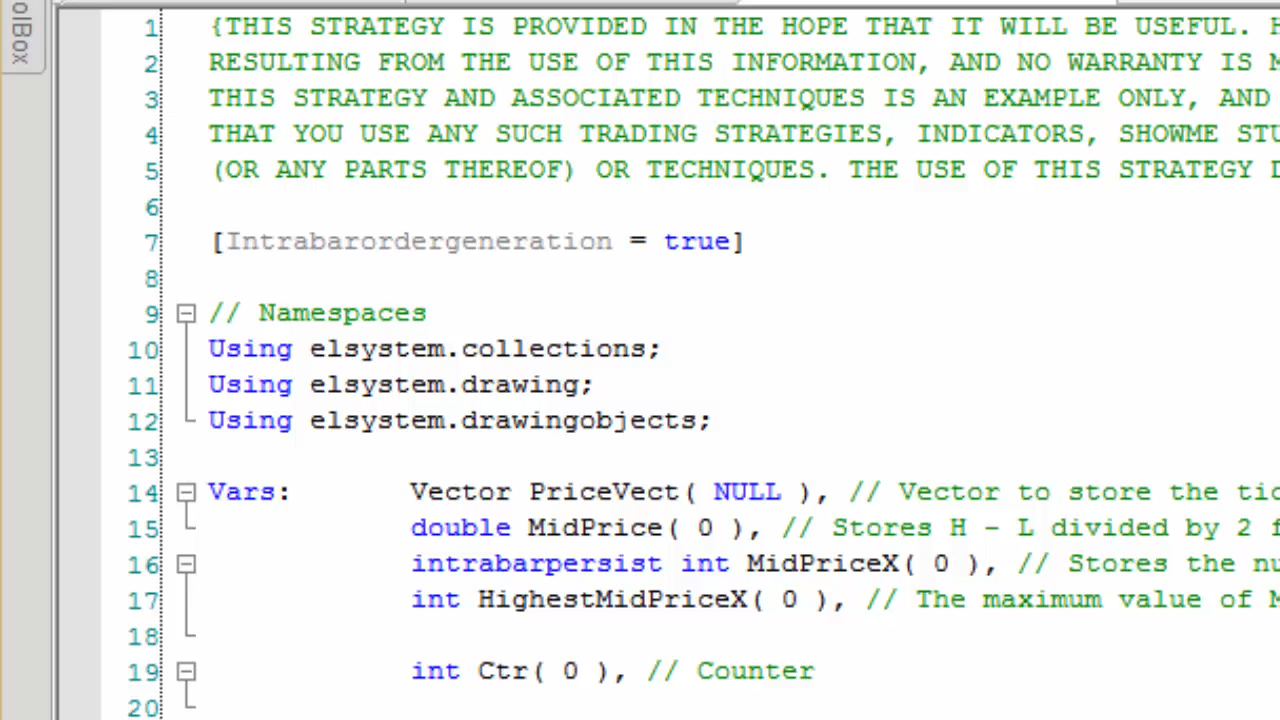 olBox
1 {THIS STRATEGY IS PROVIDED IN THE HOPE THAT IT WILL BE USEFUL.
2 RESULTING FROM THE USE OF THIS INFORMATION, AND NO WARRANTY IS
3 THIS STRATEGY AND ASSOCIATED TECHNIQUES IS AN EXAMPLE ONLY, AND
4 THAT YOU USE ANY SUCH TRADING STRATEGIES, INDICATORS, SHOWME STU
5 (OR ANY PARTS THEREOF) OR TECHNIQUES. THE USE OF THIS STRATEGY
6
7 [Intrabarordergeneration = true]
8
9 // Namespaces
10 Using elsystem.collections;
11 Using elsystem.drawing;
12 Using elsystem.drawingobjects;
13
14 Vars: Vector PriceVect( NULL ), // Vector to store the tic
15 double MidPrice( 0 ), // Stores H - L divided by 2 f
16 intrabarpersist int MidPriceX( 0 ), // Stores the nu
17 int HighestMidPriceX( 0 ), // The maximum value of M
18
19 int Ctr( 0 ), // Counter
20